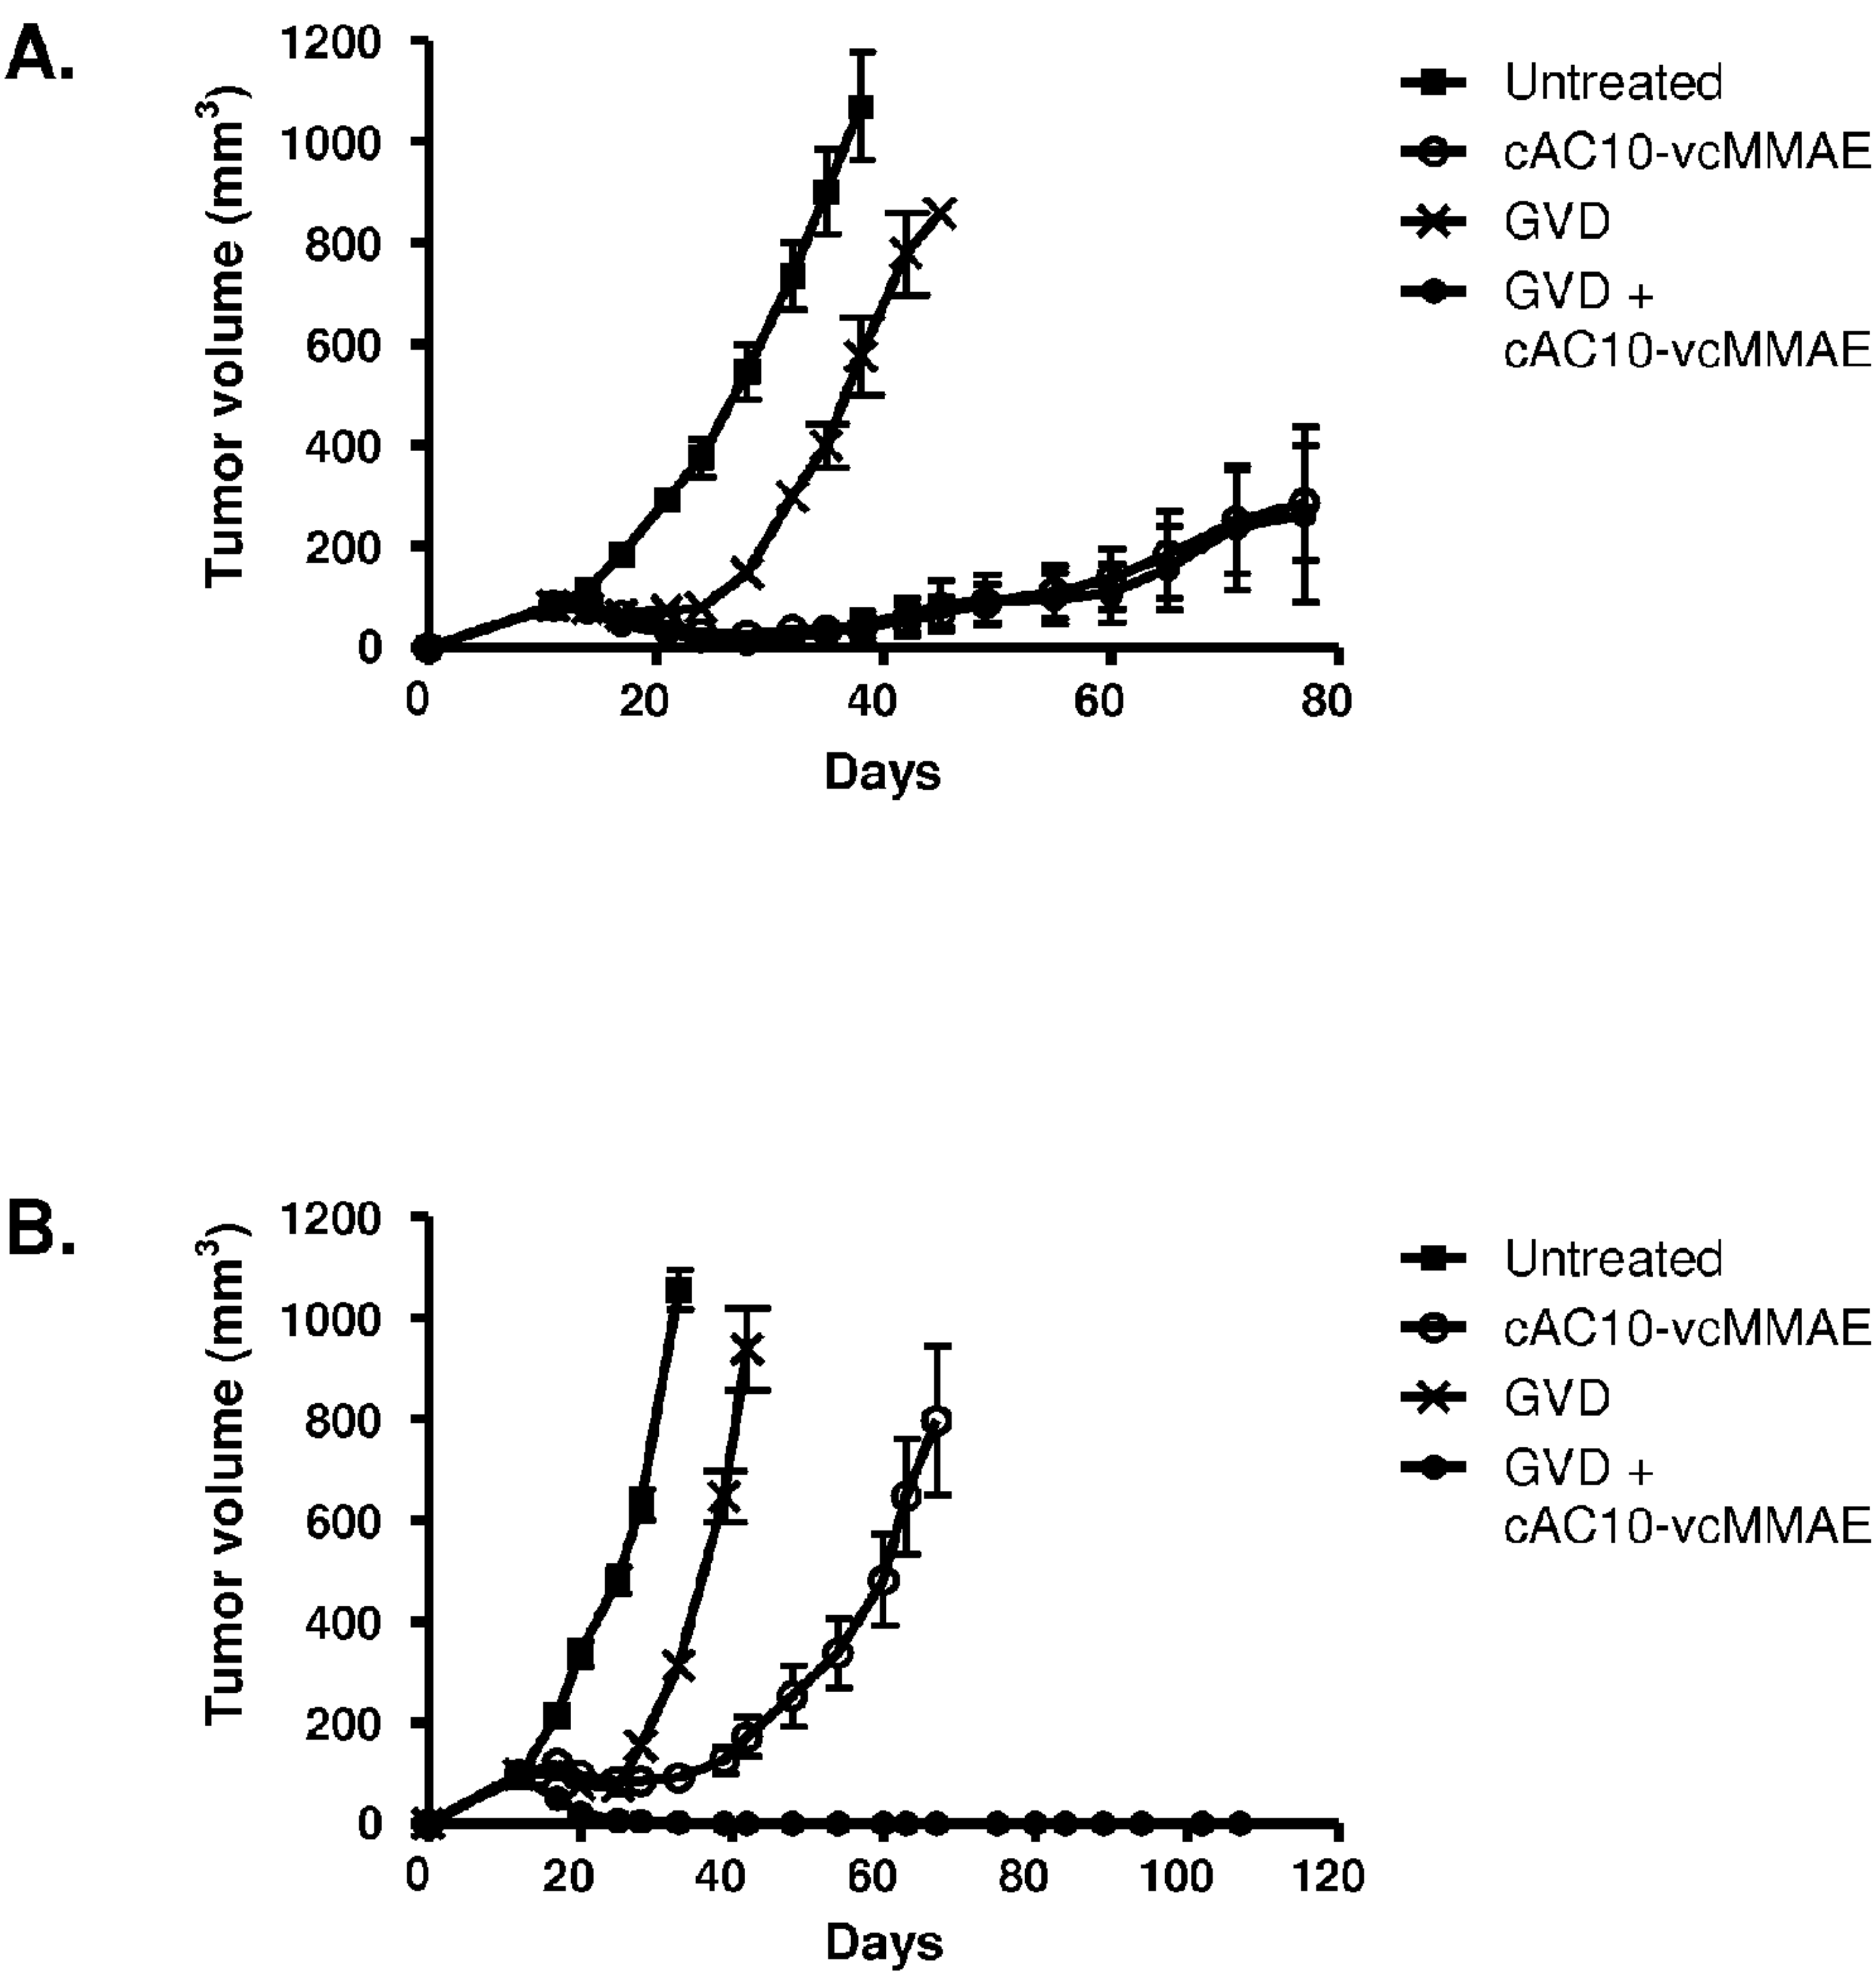 A.
Tumor volume (mm³)
1200
1000
800
600
400
200
0
0 20 40 60 80
Days
Untreated
cAC10-vcMMAE
GVD
GVD +
cAC10-vcMMAE
B.
Tumor volume (mm³)
1200
1000
800
600
400
200
0
0 20 40 60 80 100 120
Days
Untreated
cAC10-vcMMAE
GVD
GVD +
cAC10-vcMMAE